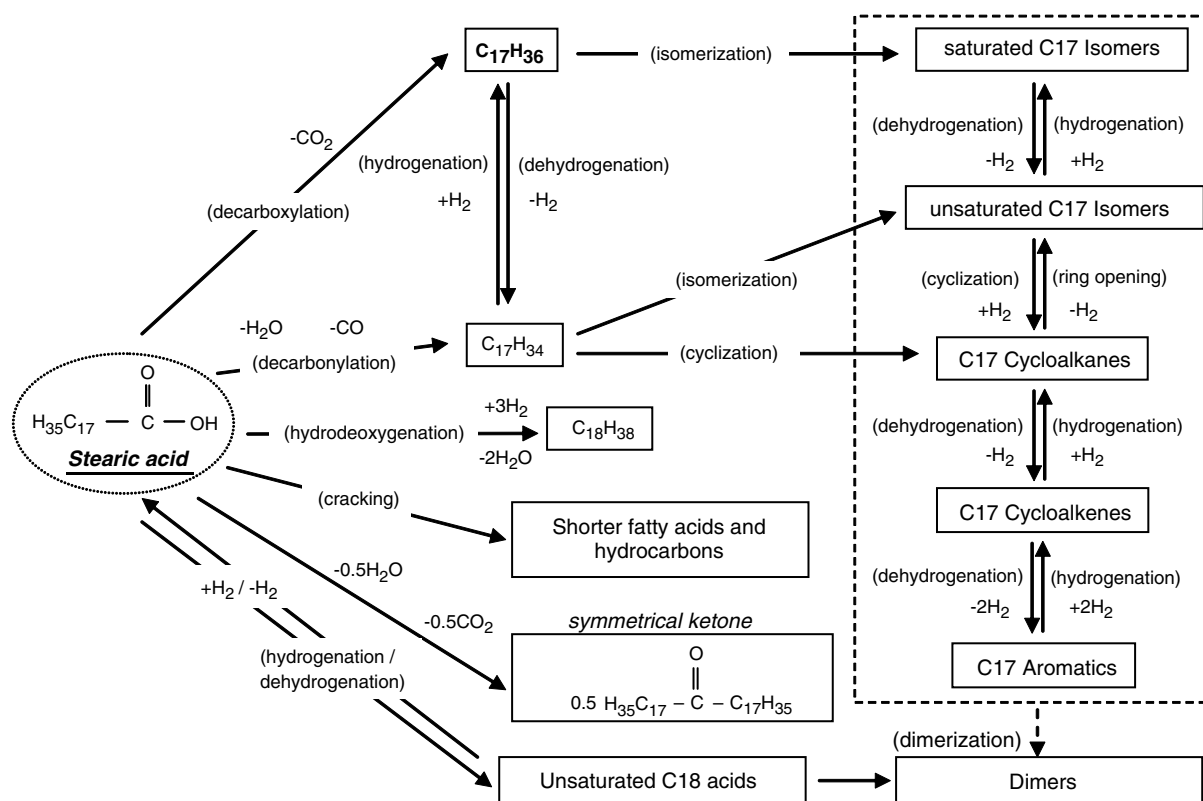 C17H36
(isomerization)
saturated C17 Isomers
-CO2
(hydrogenation)
+H2
(dehydrogenation)
-H2
(dehydrogenation)
-H2
(hydrogenation)
+H2
(decarboxylation)
unsaturated C17 Isomers
(isomerization)
(cyclization)
+H2
(ring opening)
-H2
-H2O -CO
(decarbonylation)
C17H34
(cyclization)
C17 Cycloalkanes
O
H35C17 — C — OH
Stearic acid
(hydrodeoxygenation)
+3H2
-2H2O
C18H38
(dehydrogenation)
-H2
(hydrogenation)
+H2
(cracking)
Shorter fatty acids and
hydrocarbons
C17 Cycloalkenes
+H2 / -H2
-0.5H2O
-0.5CO2
(dehydrogenation)
-2H2
(hydrogenation)
+2H2
symmetrical ketone
O
0.5 H35C17 – C – C17H35
C17 Aromatics
(hydrogenation /
dehydrogenation)
(dimerization)
Unsaturated C18 acids
Dimers